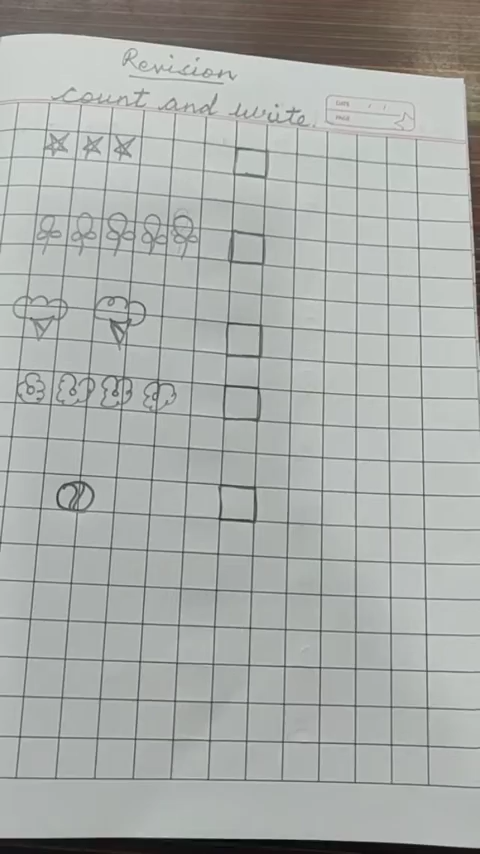 Revision
count and write.
DATE / /
PAGE